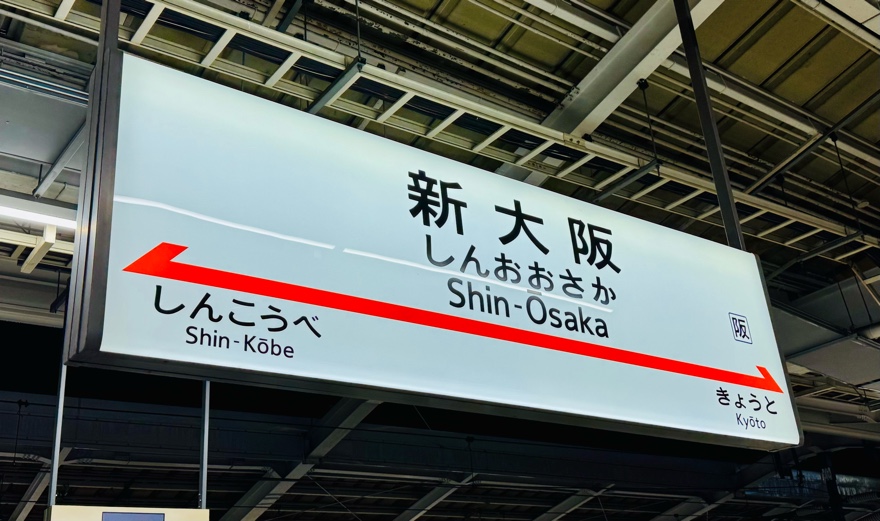 新大阪
しんおおさか
Shin-Ōsaka
しんこうべ
Shin-Kōbe
阪
きょうと
Kyōto